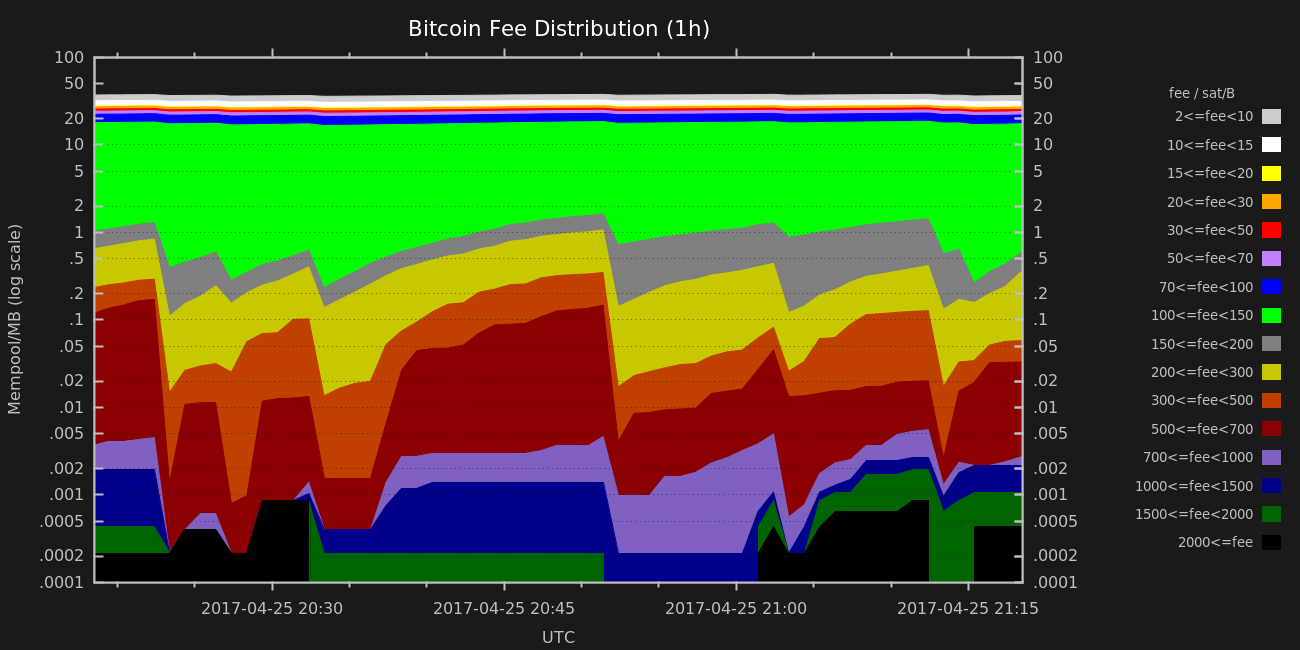 Bitcoin Fee Distribution (1h)
100
50
20
10
5
2
1
.5
.2
.1
.05
.02
.01
.005
.002
.001
.0005
.0002
.0001
Mempool/MB (log scale)
100
50
20
10
5
2
1
.5
.2
.1
.05
.02
.01
.005
.002
.001
.0005
.0002
.0001
2017-04-25 20:30
2017-04-25 20:45
2017-04-25 21:00
2017-04-25 21:15
UTC
fee / sat/B
2<=fee<10
10<=fee<15
15<=fee<20
20<=fee<30
30<=fee<50
50<=fee<70
70<=fee<100
100<=fee<150
150<=fee<200
200<=fee<300
300<=fee<500
500<=fee<700
700<=fee<1000
1000<=fee<1500
1500<=fee<2000
2000<=fee